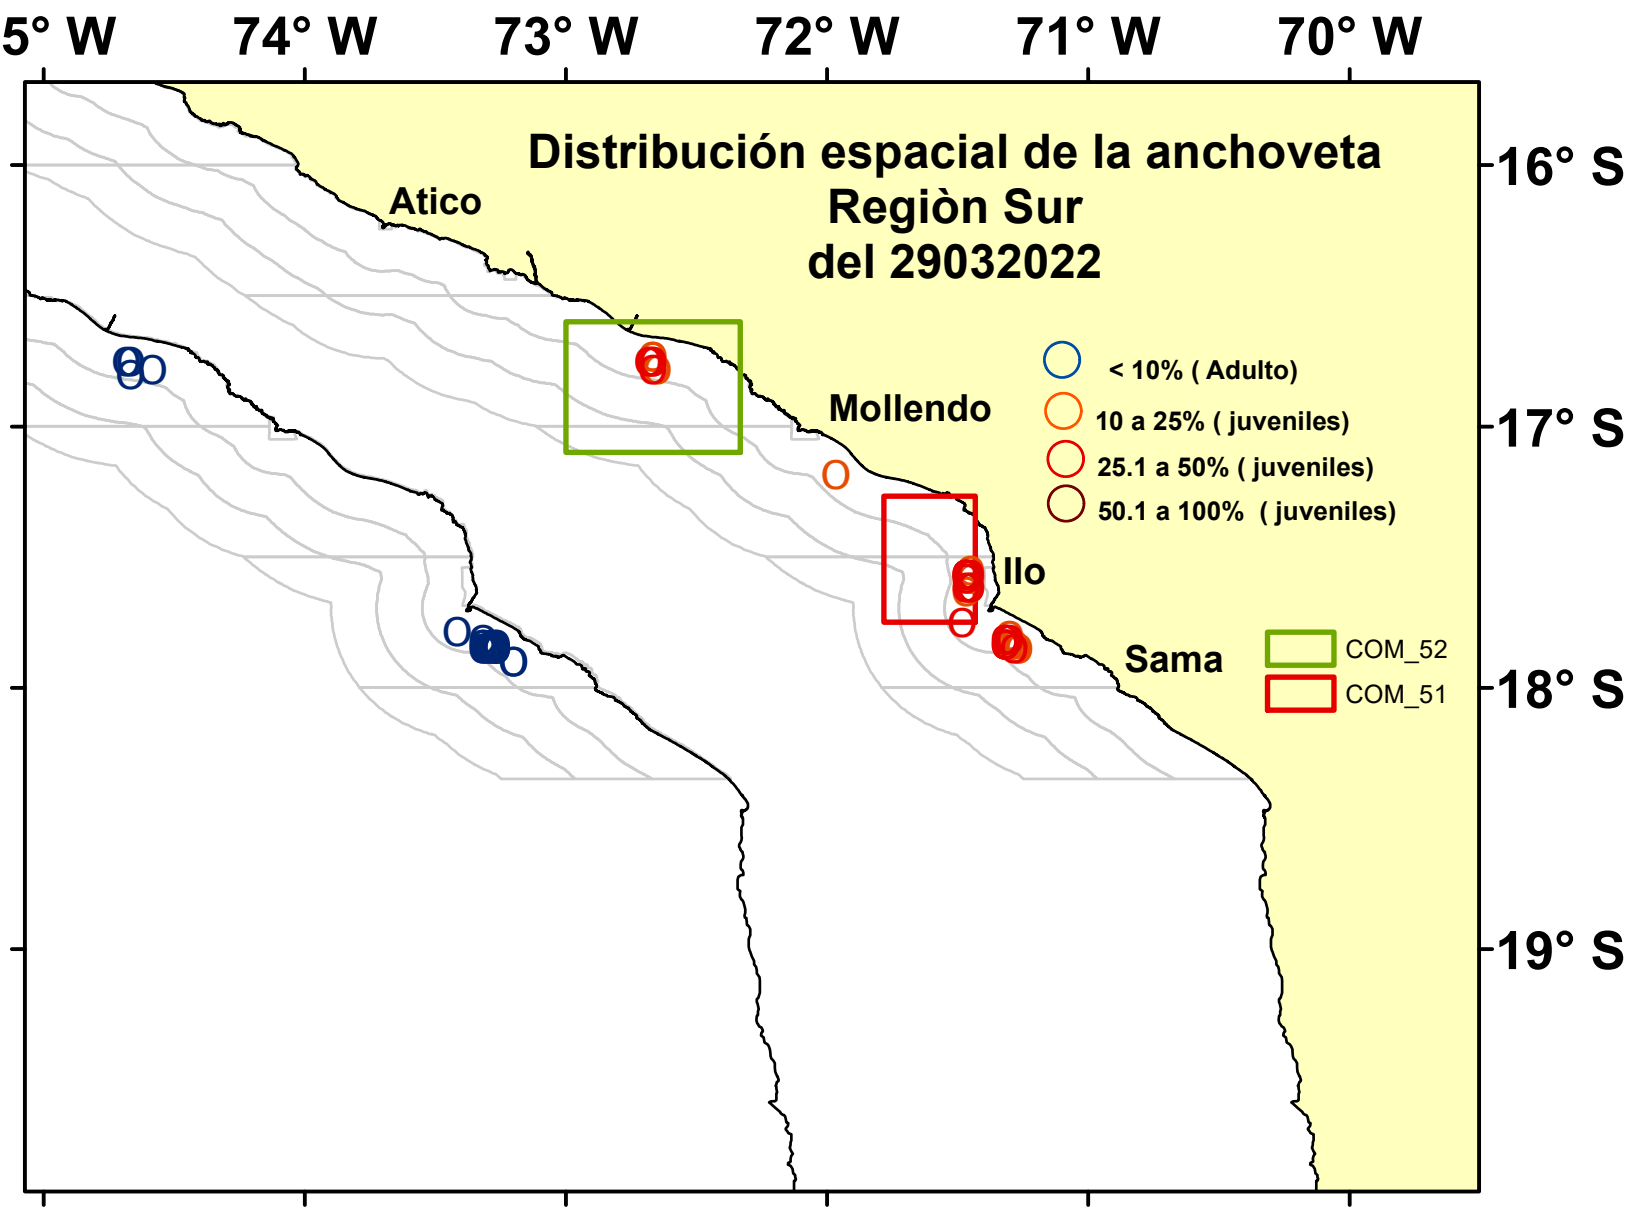 5° W 74° W 73° W 72° W 71° W 70° W
Distribución espacial de la anchoveta
Regiòn Sur
del 29032022
16° S
Atico
< 10% ( Adulto)
Mollendo
10 a 25% ( juveniles)
17° S
25.1 a 50% ( juveniles)
50.1 a 100% ( juveniles)
Ilo
Sama
COM_52
COM_51
18° S
19° S